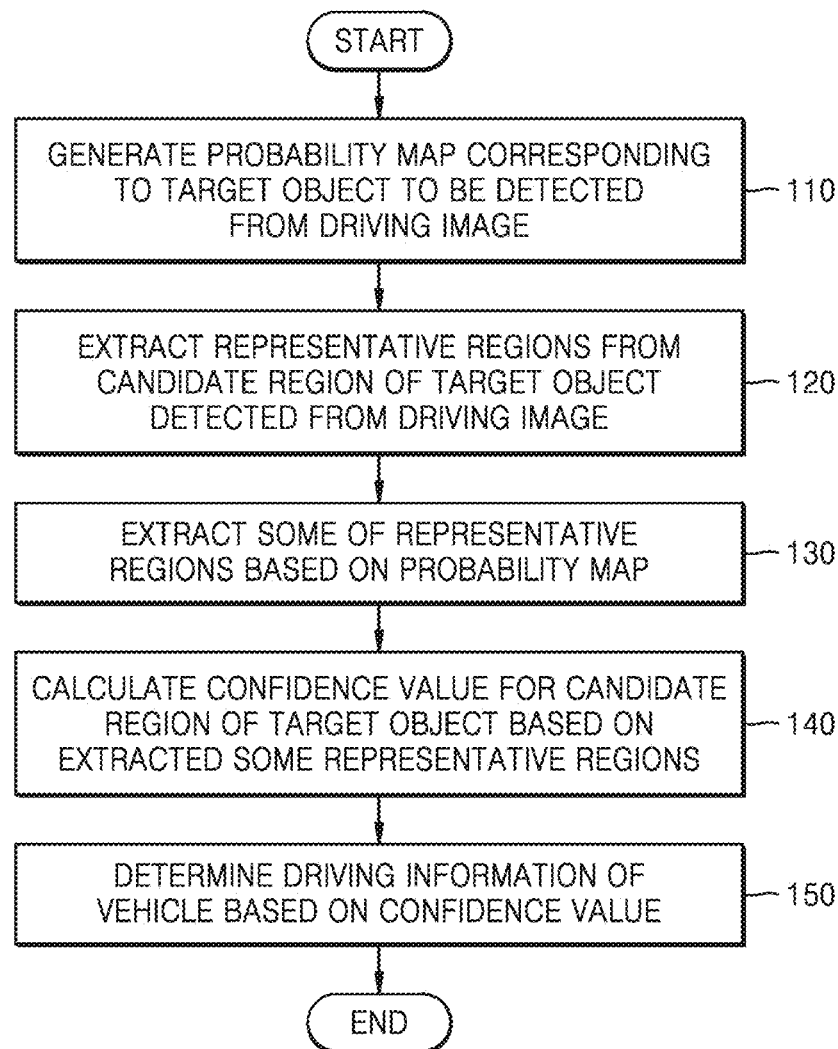 START
GENERATE PROBABILITY MAP CORRESPONDING
TO TARGET OBJECT TO BE DETECTED
FROM DRIVING IMAGE
110
EXTRACT REPRESENTATIVE REGIONS FROM
CANDIDATE REGION OF TARGET OBJECT
DETECTED FROM DRIVING IMAGE
120
EXTRACT SOME OF REPRESENTATIVE
REGIONS BASED ON PROBABILITY MAP
130
CALCULATE CONFIDENCE VALUE FOR CANDIDATE
REGION OF TARGET OBJECT BASED ON
EXTRACTED SOME REPRESENTATIVE REGIONS
140
DETERMINE DRIVING INFORMATION OF
VEHICLE BASED ON CONFIDENCE VALUE
150
END